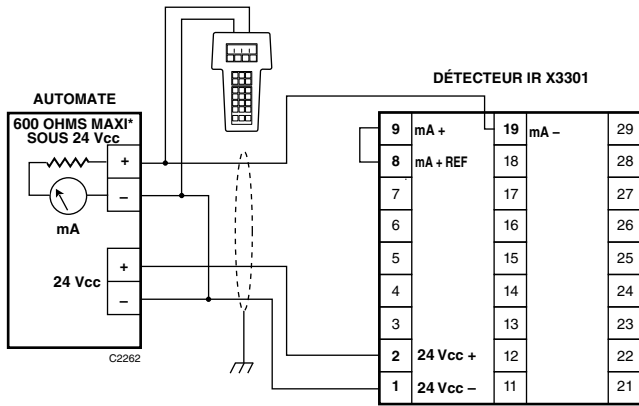 DÉTECTEUR IR X3301
AUTOMATE
600 OHMS MAXI*
SOUS 24 Vcc
+
–
mA
+
24 Vcc
–
C2262
9 mA + 19 mA – 29
8 mA + REF 18 28
7 17 27
6 16 26
5 15 25
4 14 24
3 13 23
2 24 Vcc + 12 22
1 24 Vcc – 11 21